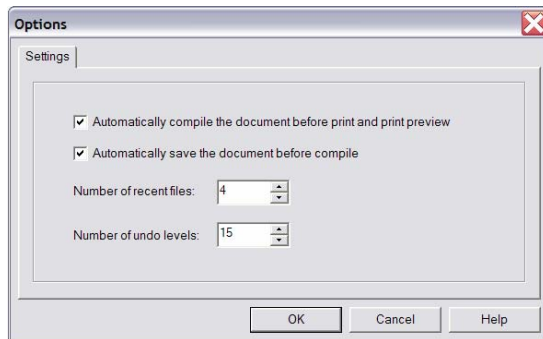 Options
Settings
Automatically compile the document before print and print preview
Automatically save the document before compile
Number of recent files: 4
Number of undo levels: 15
OK Cancel Help